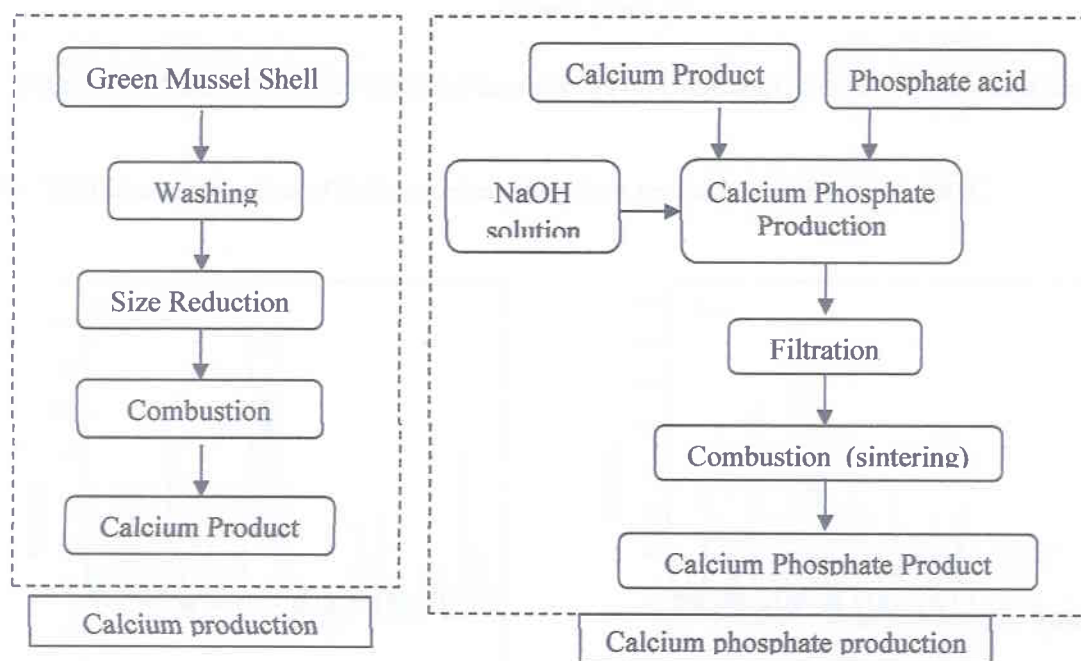 Green Mussel Shell
Washing
Size Reduction
Combustion
Calcium Product
Calcium production
Calcium Product
Phosphate acid
NaOH
solution
Calcium Phosphate
Production
Filtration
Combustion (sintering)
Calcium Phosphate Product
Calcium phosphate production